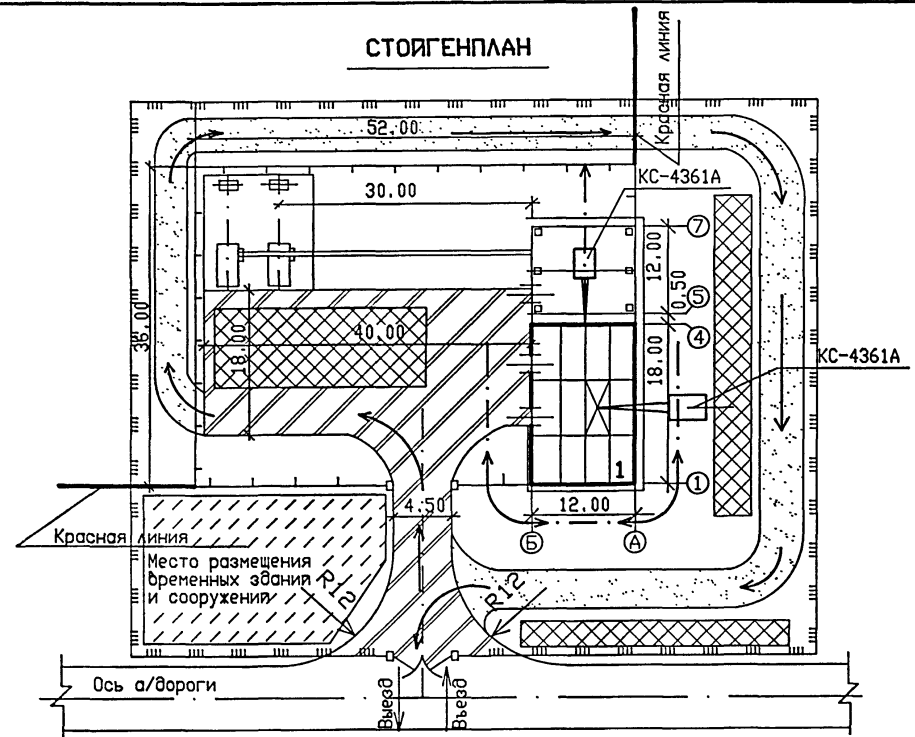 СТОЙГЕНПЛАН
Красная линия
52.00
КС-4361А
30.00
7
12.00
0.50
5
4
36.00
18.00
40.00
18.00
КС-4361А
1
1
4.50
12.00
Б
А
Красная линия
Место размещения
временных зданий
и сооружений
R12
R12
Ось а/дороги
Выезд
Въезд